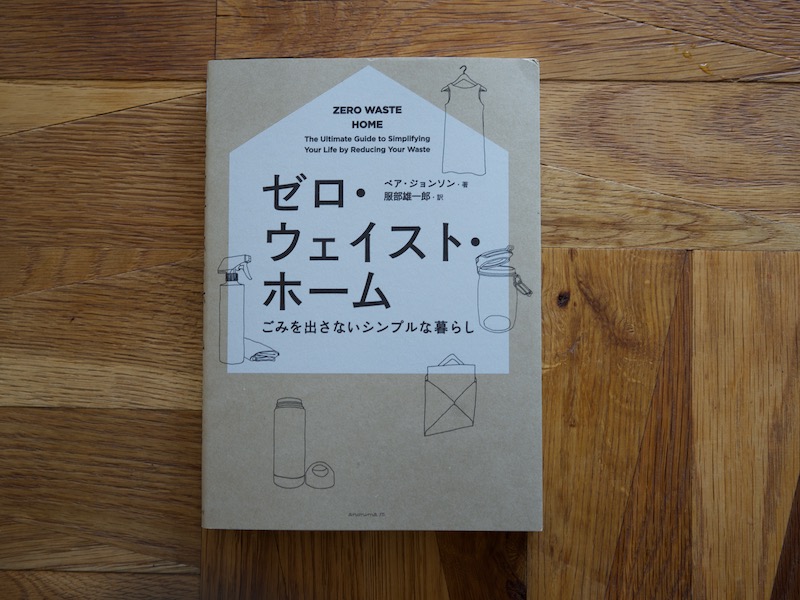 ZERO WASTE
HOME
The Ultimate Guide to Simplifying
Your Life by Reducing Your Waste
ベア・ジョンソン・著
服部雄一郎・訳
ゼロ・
ウェイスト・
ホーム
ごみを出さないシンプルな暮らし